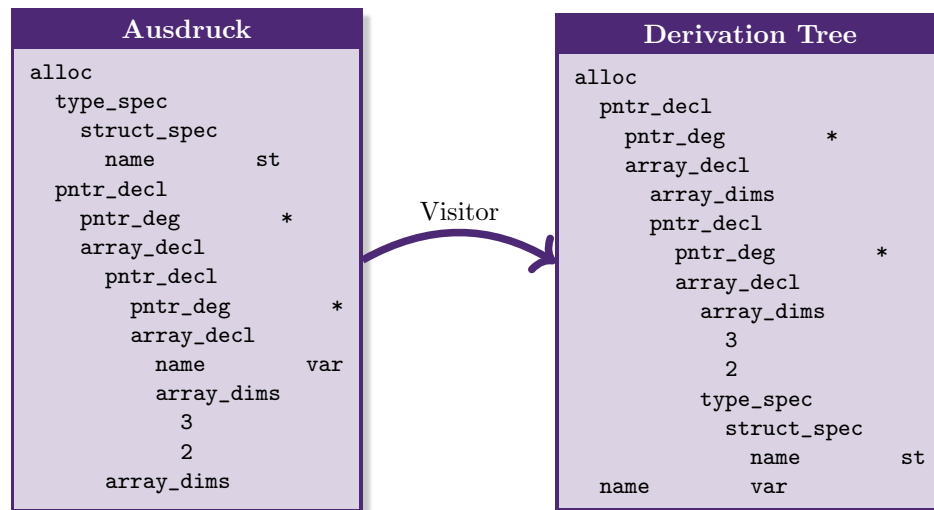 Ausdruck
alloc
  type_spec
    struct_spec
      name        st
  pntr_decl
    pntr_deg        *
    array_decl
      pntr_decl
        pntr_deg        *
        array_decl
          name        var
          array_dims
            3
            2
      array_dims
Visitor
Derivation Tree
alloc
  pntr_decl
    pntr_deg        *
    array_decl
      array_dims
      pntr_decl
        pntr_deg        *
        array_decl
          array_dims
            3
            2
          type_spec
            struct_spec
              name        st
  name        var